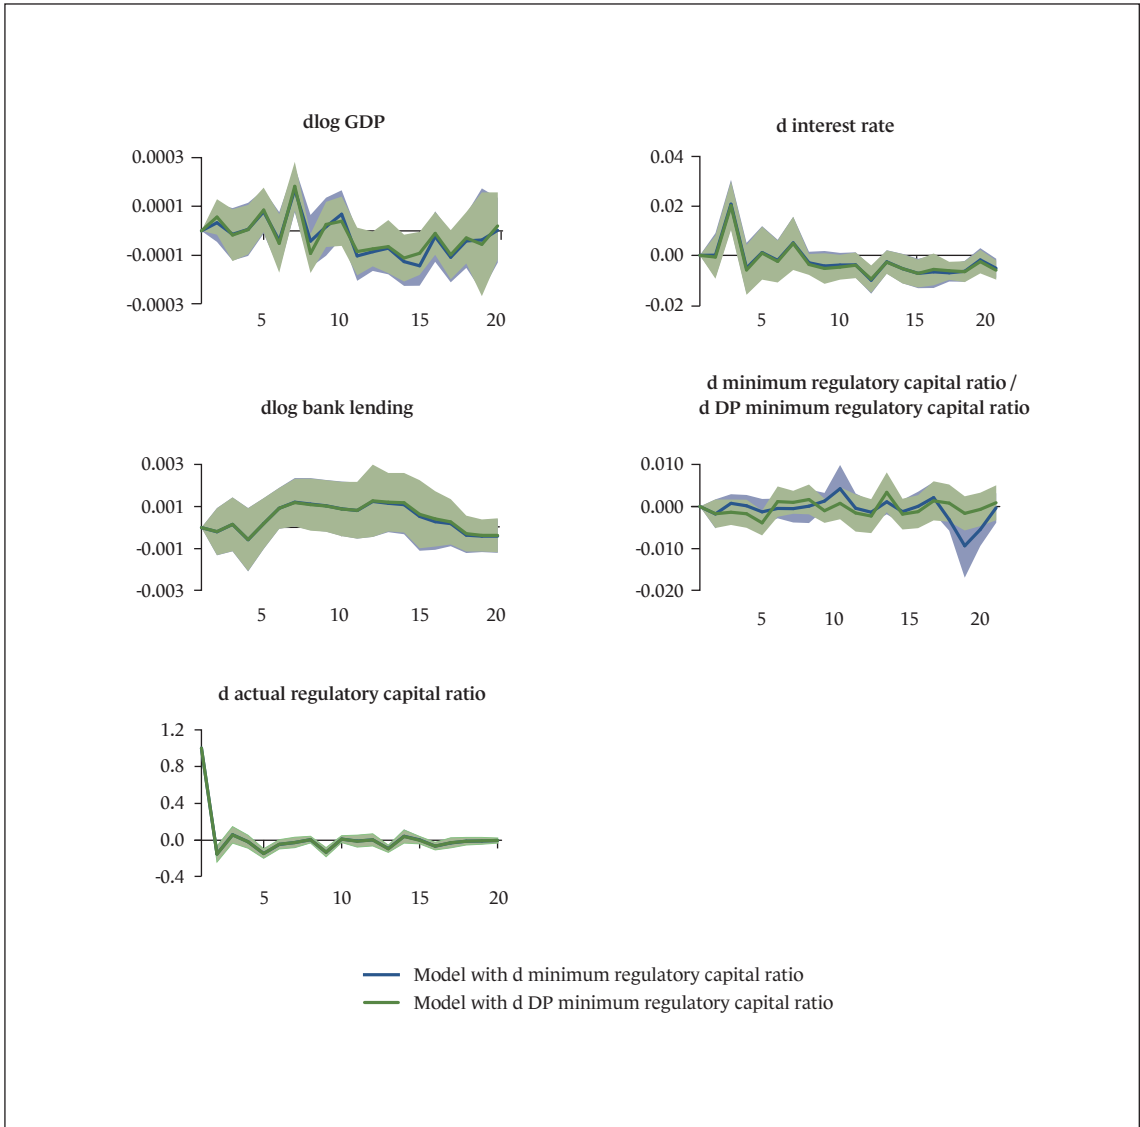 dlog GDP
0.0003
0.0001
-0.0001
-0.0003
5 10 15 20
d interest rate
0.04
0.02
0.00
-0.02
5 10 15 20
dlog bank lending
0.003
0.001
-0.001
-0.003
5 10 15 20
d minimum regulatory capital ratio /
d DP minimum regulatory capital ratio
0.010
0.000
-0.010
-0.020
5 10 15 20
d actual regulatory capital ratio
1.2
0.8
0.4
0.0
-0.4
5 10 15 20
Model with d minimum regulatory capital ratio
Model with d DP minimum regulatory capital ratio